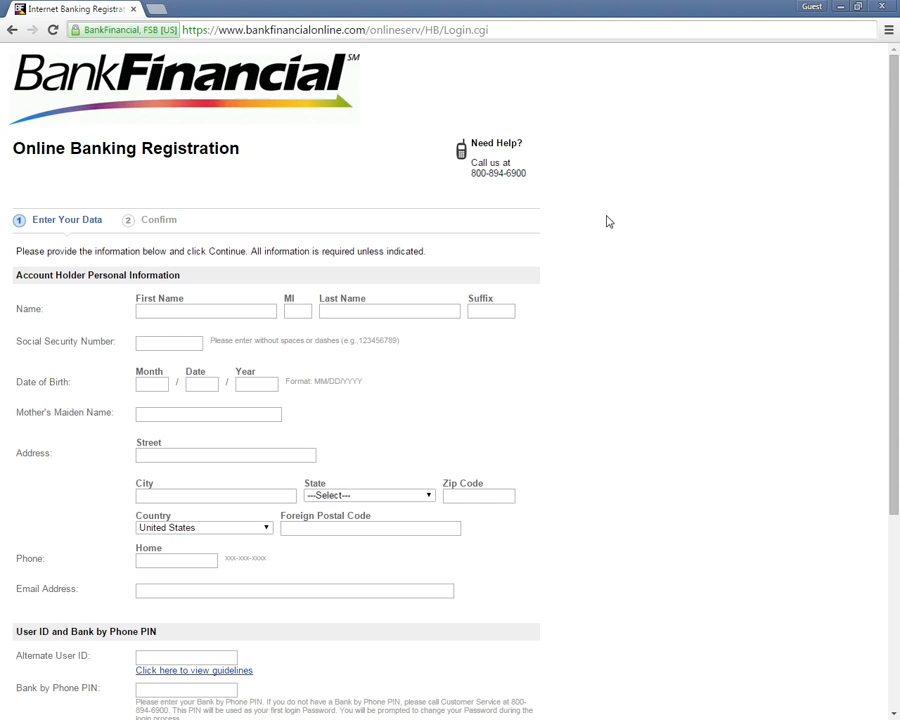 Internet Banking Registrat
Guest
BankFinancial, FSB [US] https://www.bankfinancialonline.com/onlineserv/HB/Login.cgi
BankFinancial SM
Online Banking Registration
Need Help?
Call us at
800-894-6900
1 Enter Your Data 2 Confirm
Please provide the information below and click Continue. All information is required unless indicated.
Account Holder Personal Information
First Name MI Last Name Suffix
Name:
Social Security Number: Please enter without spaces or dashes (e.g.,123456789)
Month Date Year
Date of Birth: / / Format: MM/DD/YYYY
Mother's Maiden Name:
Street
Address:
City State Zip Code
---Select---
Country Foreign Postal Code
United States
Home
Phone: xxx-xxx-xxxx
Email Address:
User ID and Bank by Phone PIN
Alternate User ID:
Click here to view guidelines
Bank by Phone PIN:
Please enter your Bank by Phone PIN. If you do not have a Bank by Phone PIN, please call Customer Service at 800-
894-6900. This PIN will be used as your first login Password. You will be prompted to change your Password during the
login process.